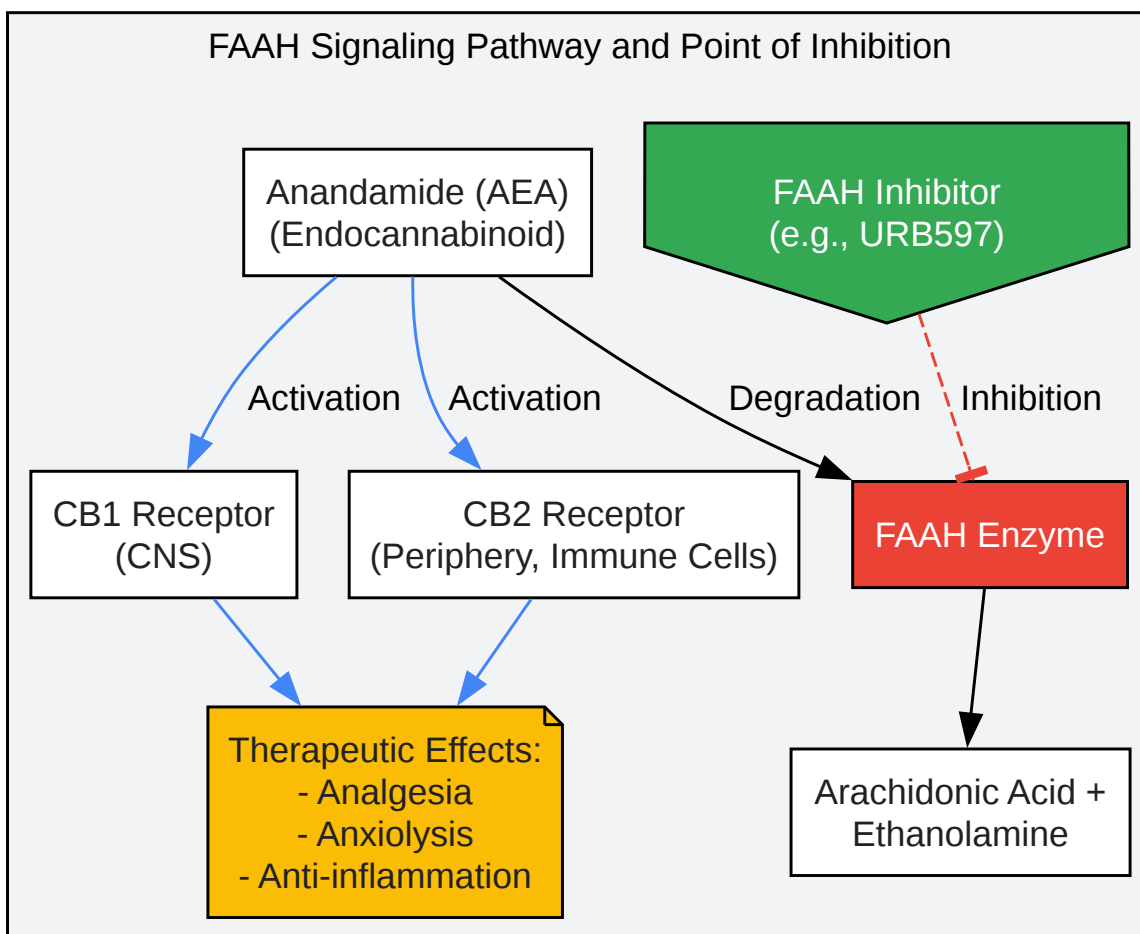 FAAH Signaling Pathway and Point of Inhibition
Anandamide (AEA)
(Endocannabinoid)
FAAH Inhibitor
(e.g., URB597)
Activation
Activation
Degradation
Inhibition
CB1 Receptor
(CNS)
CB2 Receptor
(Periphery, Immune Cells)
FAAH Enzyme
Therapeutic Effects:
- Analgesia
- Anxiolysis
- Anti-inflammation
Arachidonic Acid +
Ethanolamine